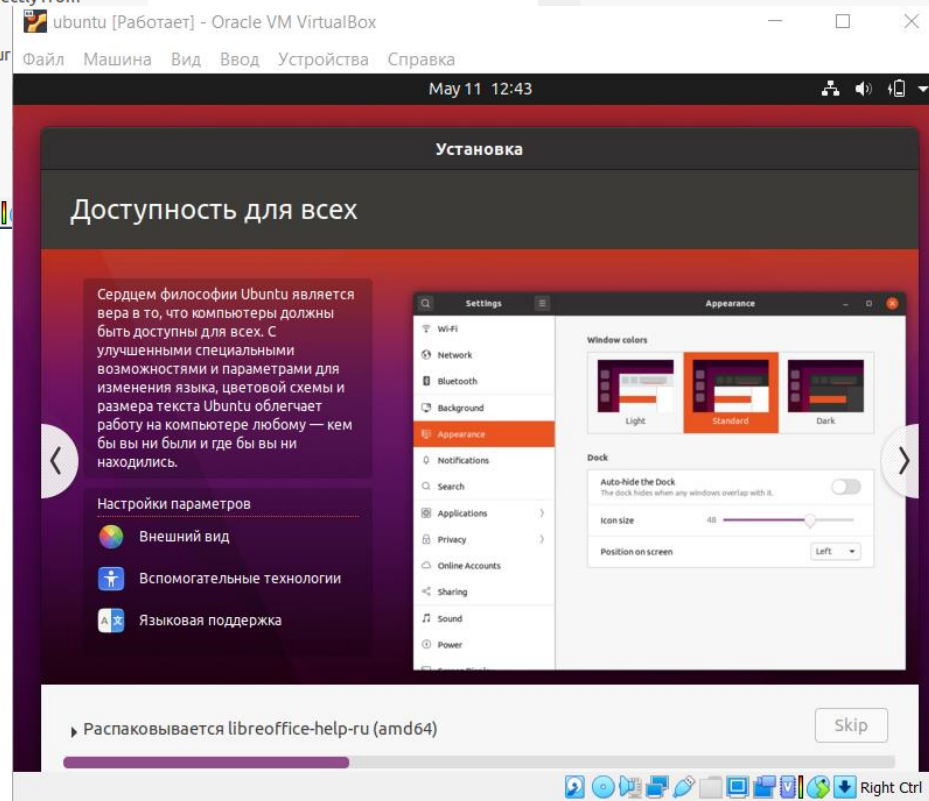 ubuntu [Работает] - Oracle VM VirtualBox
Файл Машина Вид Ввод Устройства Справка
May 11 12:43
Установка
Доступность для всех
Сердцем философии Ubuntu является
вера в то, что компьютеры должны
быть доступны для всех. С
улучшенными специальными
возможностями и параметрами для
изменения языка, цветовой схемы и
размера текста Ubuntu облегчает
работу на компьютере любому — кем
бы вы ни были и где бы вы ни
находились.
Настройки параметров
Внешний вид
Вспомогательные технологии
Языковая поддержка
Settings
Appearance
Wi-Fi
Network
Bluetooth
Background
Appearance
Notifications
Search
Applications
Privacy
Online Accounts
Sharing
Sound
Power
Window colors
Light Standard Dark
Dock
Auto-hide the Dock
The dock hides when any windows overlap with it.
Icon size 48
Position on screen Left
Распаковывается libreoffice-help-ru (amd64)
Skip
Right Ctrl